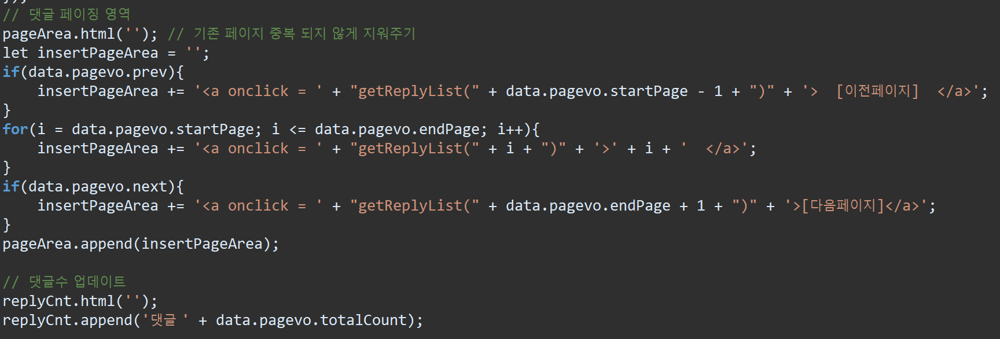 // 댓글 페이징 영역
pageArea.html(''); // 기존 페이지 중복 되지 않게 지워주기
let insertPageArea = '';
if(data.pagevo.prev){
    insertPageArea += '<a onclick = ' + "getReplyList(" + data.pagevo.startPage - 1 + ")" + '>  [이전페이지]  </a>';
}
for(i = data.pagevo.startPage; i <= data.pagevo.endPage; i++){
    insertPageArea += '<a onclick = ' + "getReplyList(" + i + ")" + '>' + i + '  </a>';
}
if(data.pagevo.next){
    insertPageArea += '<a onclick = ' + "getReplyList(" + data.pagevo.endPage + 1 + ")" + '>[다음페이지]</a>';
}
pageArea.append(insertPageArea);

// 댓글수 업데이트
replyCnt.html('');
replyCnt.append('댓글 ' + data.pagevo.totalCount);